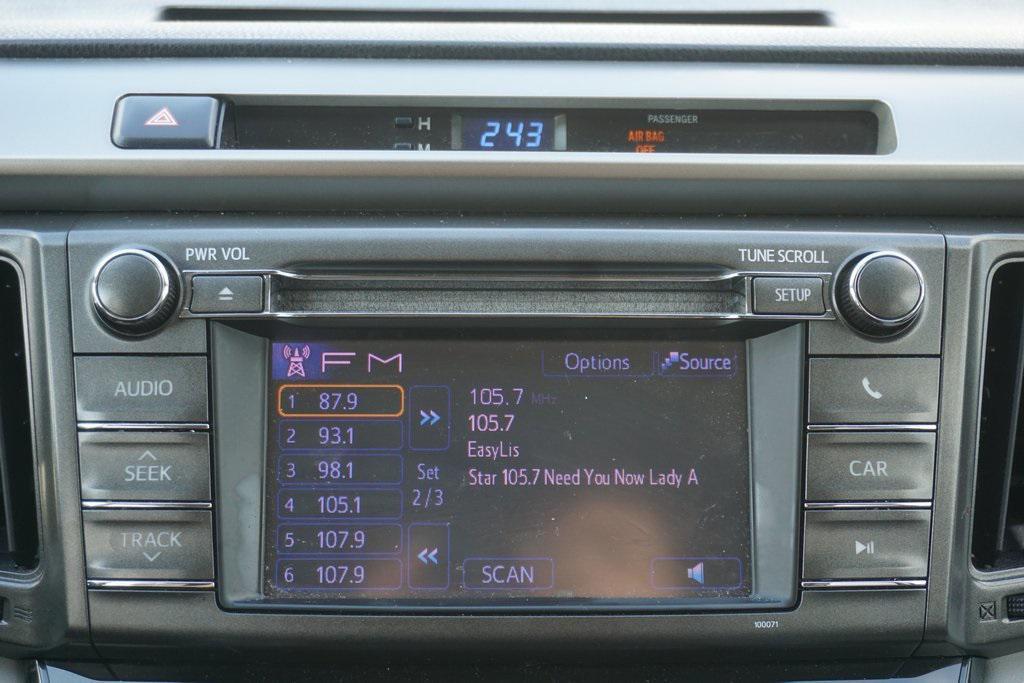 H
243
PASSENGER
AIR BAG
OFF
M
PWR VOL
TUNE SCROLL
SETUP
FM
Options
Source
AUDIO
SEEK
TRACK
1 87.9
2 93.1
3 98.1
4 105.1
5 107.9
6 107.9
Set
2/3
105.7 MHz
105.7
EasyLis
Star 105.7 Need You Now Lady A
SCAN
CAR
100071